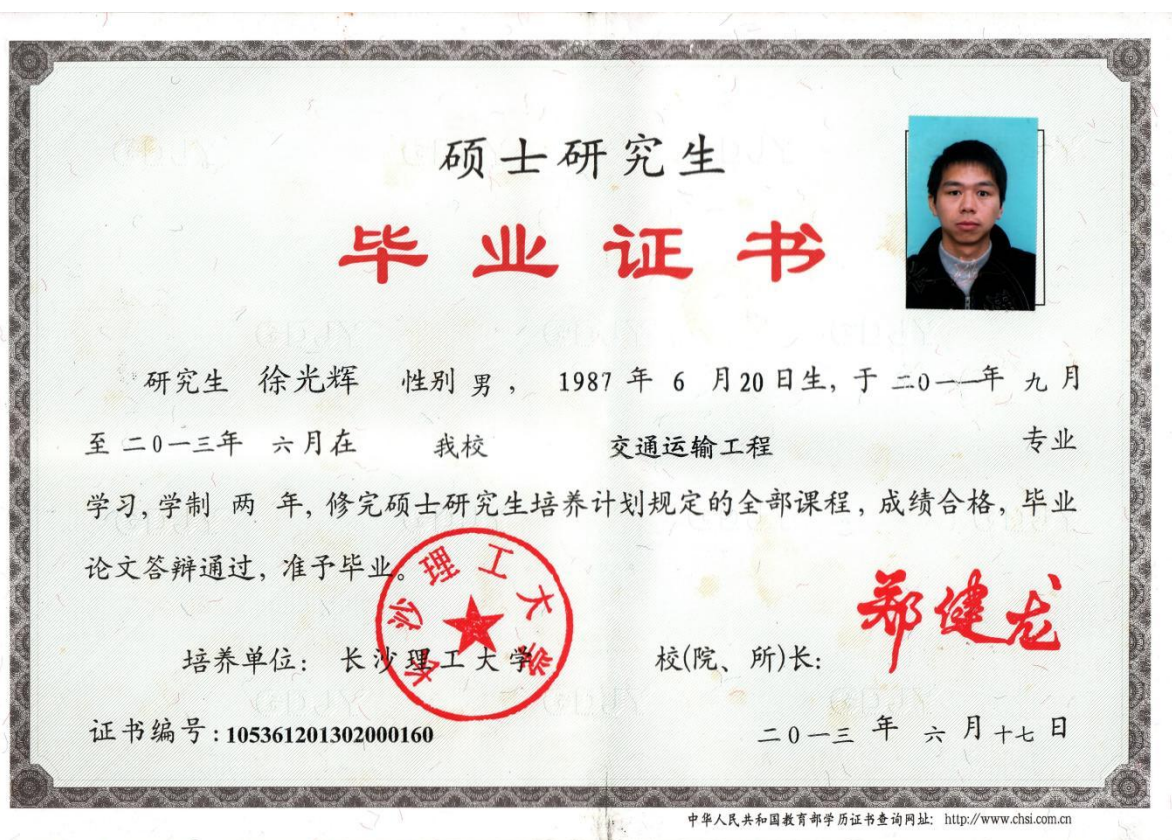 硕士研究生
毕业证书
研究生 徐光辉 性别 男， 1987 年 6 月 20 日生，于 二0一一年 九 月
至 二0一三年 六 月在 我校 交通运输工程 专业
学习，学制 两 年，修完硕士研究生培养计划规定的全部课程，成绩合格，毕业
论文答辩通过，准予毕业。
长沙理工大学
郑健龙
培养单位： 长沙理工大学 校(院、所)长：
证书编号：105361201302000160 二0一三 年 六 月 十七 日
中华人民共和国教育部学历证书查询网址： http://www.chsi.com.cn